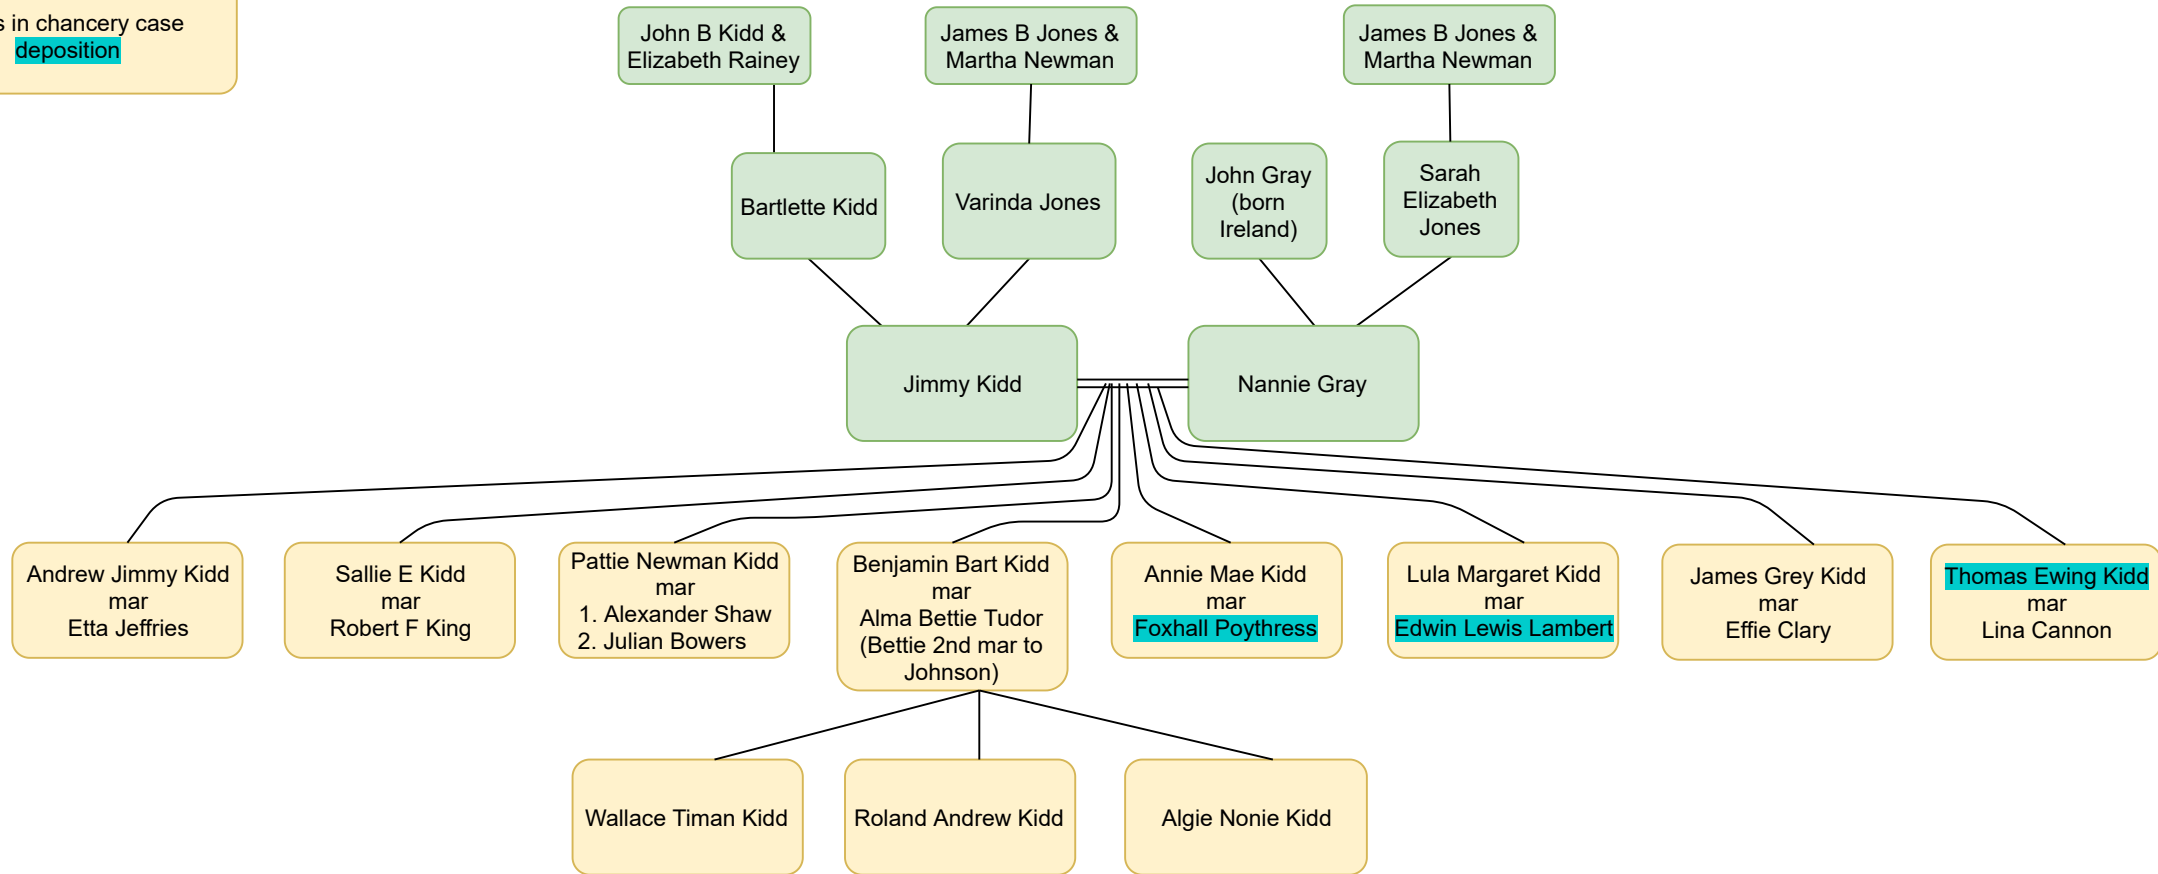 s in chancery case
deposition
John B Kidd &
Elizabeth Rainey
James B Jones &
Martha Newman
James B Jones &
Martha Newman
Bartlette Kidd
Varinda Jones
John Gray
(born
Ireland)
Sarah
Elizabeth
Jones
Jimmy Kidd
Nannie Gray
Andrew Jimmy Kidd
mar
Etta Jeffries
Sallie E Kidd
mar
Robert F King
Pattie Newman Kidd
mar
1. Alexander Shaw
2. Julian Bowers
Benjamin Bart Kidd
mar
Alma Bettie Tudor
(Bettie 2nd mar to
Johnson)
Annie Mae Kidd
mar
Foxhall Poythress
Lula Margaret Kidd
mar
Edwin Lewis Lambert
James Grey Kidd
mar
Effie Clary
Thomas Ewing Kidd
mar
Lina Cannon
Wallace Timan Kidd
Roland Andrew Kidd
Algie Nonie Kidd